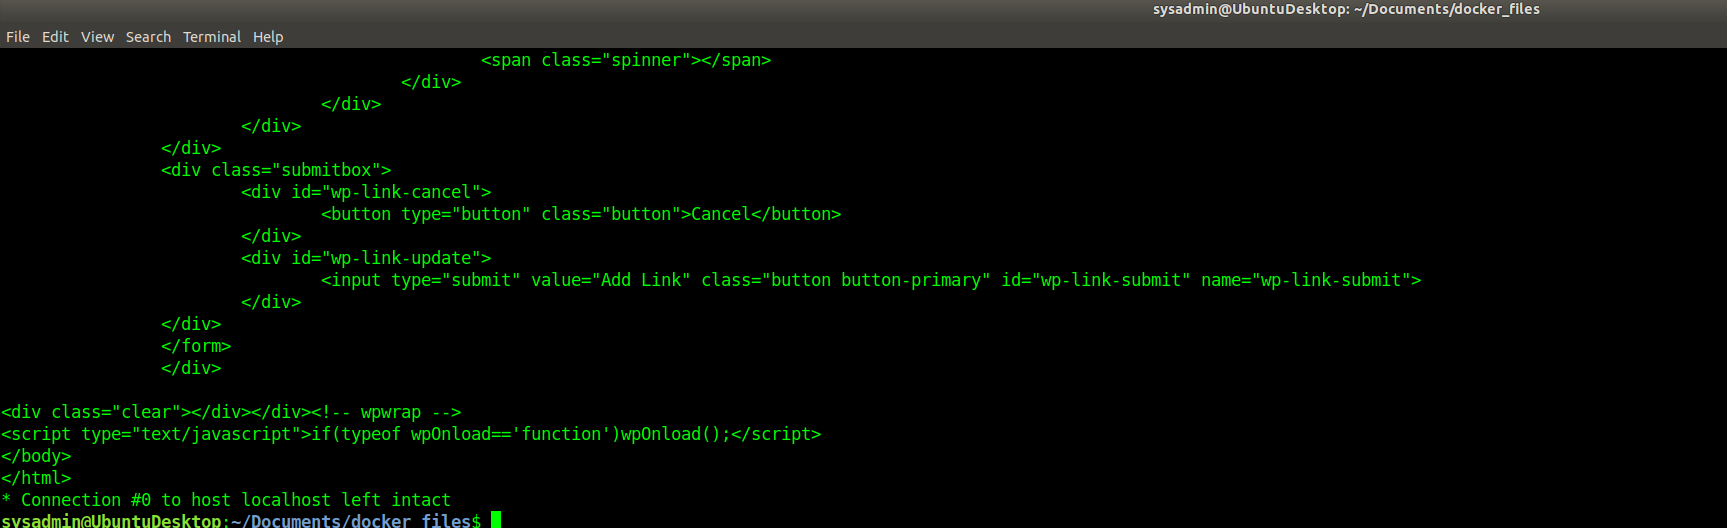 sysadmin@UbuntuDesktop: ~/Documents/docker_files
File Edit View Search Terminal Help
<span class="spinner"></span>
</div>
</div>
</div>
</div>
<div class="submitbox">
<div id="wp-link-cancel">
<button type="button" class="button">Cancel</button>
</div>
<div id="wp-link-update">
<input type="submit" value="Add Link" class="button button-primary" id="wp-link-submit" name="wp-link-submit">
</div>
</div>
</form>
</div>
<div class="clear"></div></div><!-- wpwrap -->
<script type="text/javascript">if(typeof wpOnload=='function')wpOnload();</script>
</body>
</html>
* Connection #0 to host localhost left intact
sysadmin@UbuntuDesktop:~/Documents/docker_files$